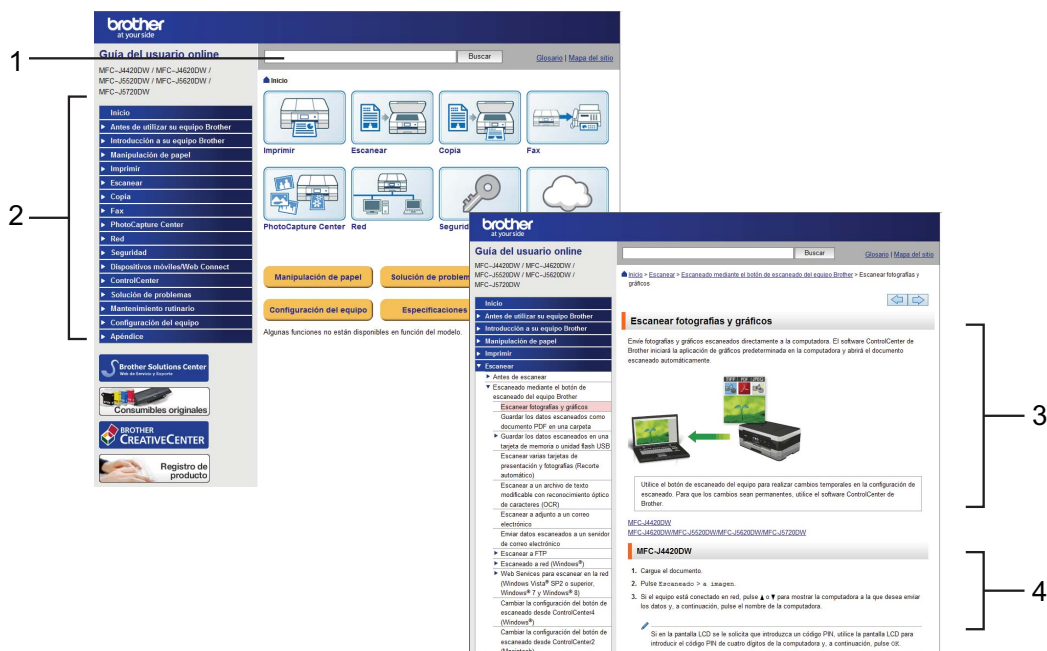 brother
at your side
Guía del usuario online
MFC-J4420DW / MFC-J4620DW /
MFC-J5520DW / MFC-J5620DW /
MFC-J5720DW
1
Buscar
Glosario | Mapa del sitio
2
Inicio
Antes de utilizar su equipo Brother
Introducción a su equipo Brother
Manipulación de papel
Imprimir
Escanear
Copia
Fax
PhotoCapture Center
Red
Seguridad
Dispositivos móviles/Web Connect
ControlCenter
Solución de problemas
Mantenimiento rutinario
Configuración del equipo
Apéndice
Brother Solutions Center
Web de Servicio y Soporte
Consumibles originales
BROTHER
CREATIVECENTER
Registro de
producto
Inicio
Imprimir
Escanear
Copia
Fax
PhotoCapture Center
Red
Segurid
Manipulación de papel
Solución de problem
Configuración del equipo
Especificaciones
Algunas funciones no están disponibles en función del modelo.
brother
at your side
Guía del usuario online
MFC-J4420DW / MFC-J4620DW /
MFC-J5520DW / MFC-J5620DW /
MFC-J5720DW
Buscar
Glosario | Mapa del sitio
Inicio
Antes de utilizar su equipo Brother
Introducción a su equipo Brother
Manipulación de papel
Imprimir
Escanear
Antes de escanear
Escaneado mediante el botón de
escaneado del equipo Brother
Escanear fotografías y gráficos
Guardar los datos escaneados como
documento PDF en una carpeta
Guardar los datos escaneados en una
tarjeta de memoria o unidad flash USB
Escanear varias tarjetas de
presentación y fotografías (Recorte
automático)
Escanear a un archivo de texto
modificable con reconocimiento óptico
de caracteres (OCR)
Escanear a adjunto a un correo
electrónico
Enviar datos escaneados a un servidor
de correo electrónico
Escanear a FTP
Escaneado a red (Windows®)
Web Services para escanear en la red
(Windows Vista® SP2 o superior,
Windows® 7 y Windows® 8)
Cambiar la configuración del botón de
escaneado desde ControlCenter4
(Windows®)
Cambiar la configuración del botón de
escaneado desde ControlCenter2
(Macintosh)
Inicio > Escanear > Escaneado mediante el botón de escaneado del equipo Brother > Escanear fotografías y
gráficos
Escanear fotografías y gráficos
Envíe fotografías y gráficos escaneados directamente a la computadora. El software ControlCenter de
Brother iniciará la aplicación de gráficos predeterminada en la computadora y abrirá el documento
escaneado automáticamente.
TIFF PDF JPEG
3
Utilice el botón de escaneado del equipo para realizar cambios temporales en la configuración de
escaneado. Para que los cambios sean permanentes, utilice el software ControlCenter de
Brother.
MFC-J4420DW
MFC-J4620DW/MFC-J5520DW/MFC-J5620DW/MFC-J5720DW
MFC-J4420DW
1. Cargue el documento.
2. Pulse Escaneado > a imagen.
3. Si el equipo está conectado en red, pulse ▲ o ▼ para mostrar la computadora a la que desea enviar
los datos y, a continuación, pulse el nombre de la computadora.
4
Si en la pantalla LCD se le solicita que introduzca un código PIN, utilice la pantalla LCD para
introducir el código PIN de cuatro dígitos de la computadora y, a continuación, pulse OK.